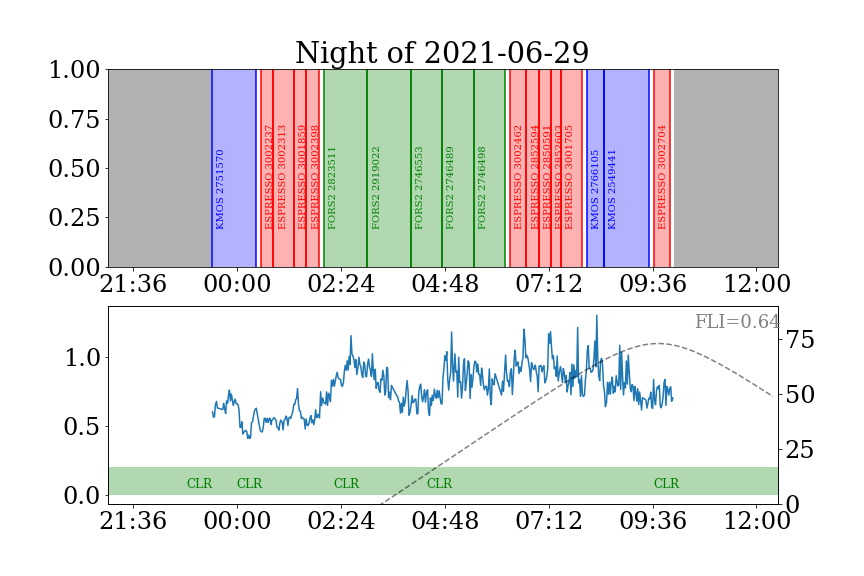 Night of 2021-06-29
1.00
0.75
0.50
0.25
0.00
KMOS 2751570
ESPRESSO 3002237
ESPRESSO 3002313
ESPRESSO 3001859
ESPRESSO 3002398
FORS2 2823511
FORS2 2919022
FORS2 2746553
FORS2 2746489
FORS2 2746498
ESPRESSO 3002462
ESPRESSO 2852594
ESPRESSO 2850591
ESPRESSO 2852603
ESPRESSO 3001705
KMOS 2766105
KMOS 2549441
ESPRESSO 3002704
21:36 00:00 02:24 04:48 07:12 09:36 12:00
FLI=0.64
1.0
0.5
0.0
75
50
25
0
CLR CLR CLR CLR CLR
21:36 00:00 02:24 04:48 07:12 09:36 12:00